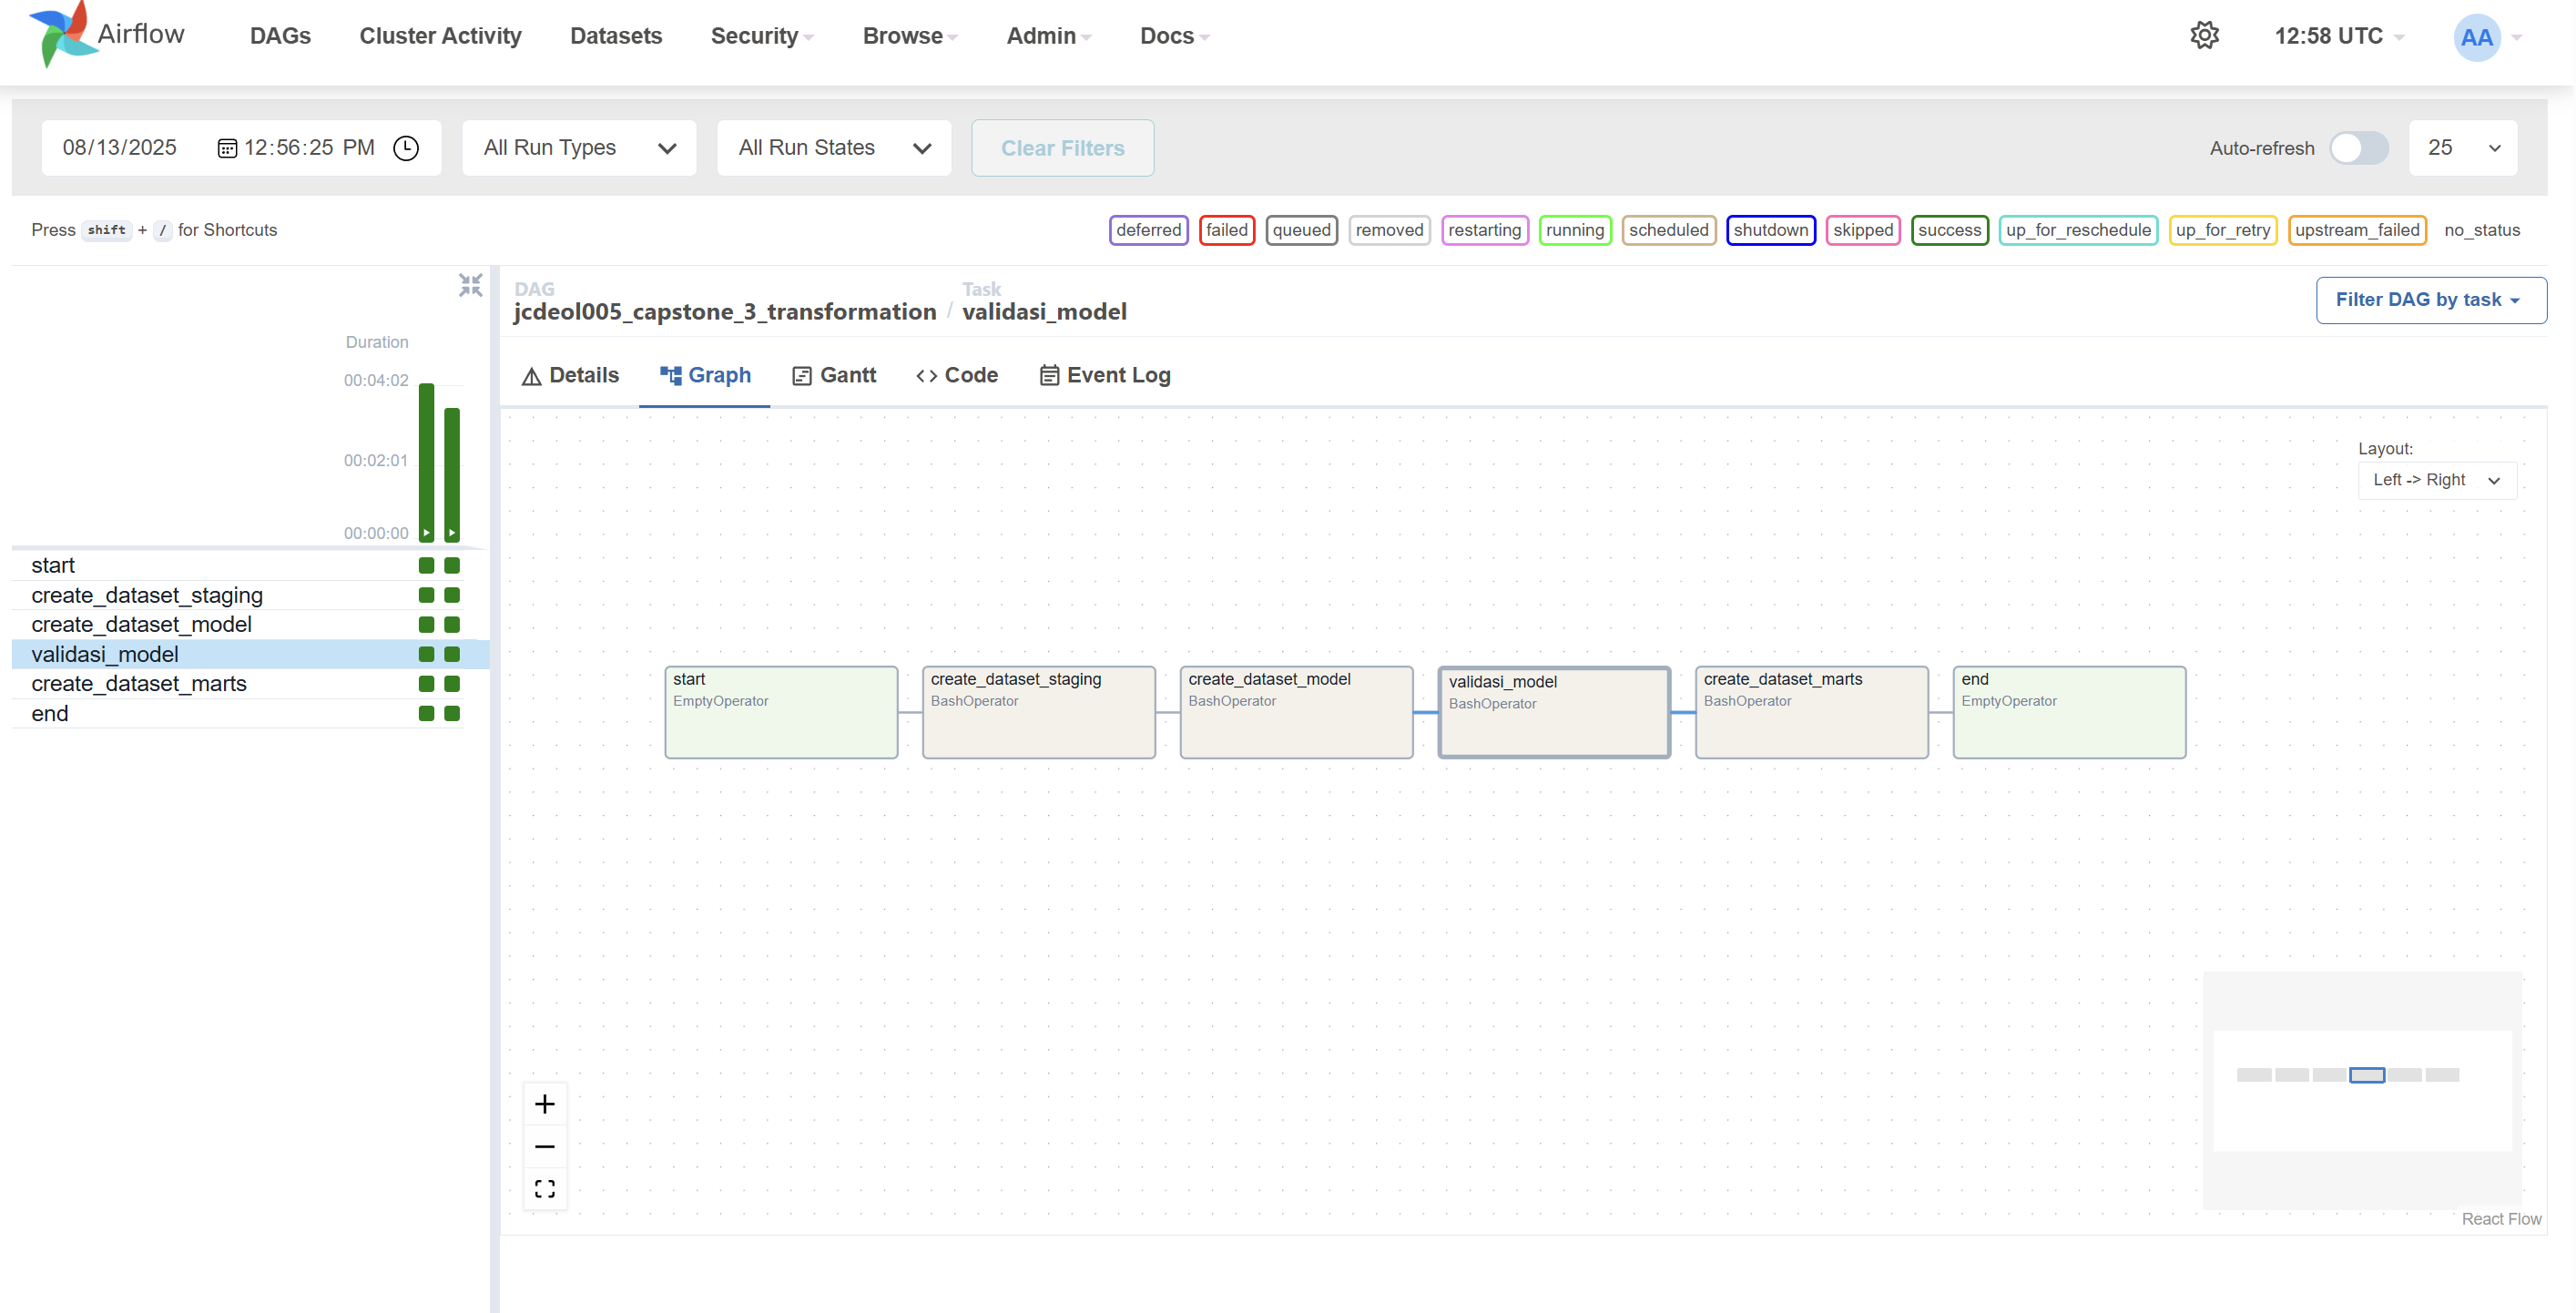 Airflow DAGs Cluster Activity Datasets Security Browse Admin Docs 12:58 UTC AA
08/13/2025 12:56:25 PM All Run Types All Run States Clear Filters Auto-refresh 25
Press shift + / for Shortcuts deferred failed queued removed restarting running scheduled shutdown skipped success up_for_reschedule up_for_retry upstream_failed no_status
DAG Task
jcdeol005_capstone_3_transformation / validasi_model
Filter DAG by task
Details Graph Gantt Code Event Log
Duration
00:04:02
00:02:01
00:00:00
start
create_dataset_staging
create_dataset_model
validasi_model
create_dataset_marts
end
Layout:
Left -> Right
start
EmptyOperator
create_dataset_staging
BashOperator
create_dataset_model
BashOperator
validasi_model
BashOperator
create_dataset_marts
BashOperator
end
EmptyOperator
React Flow